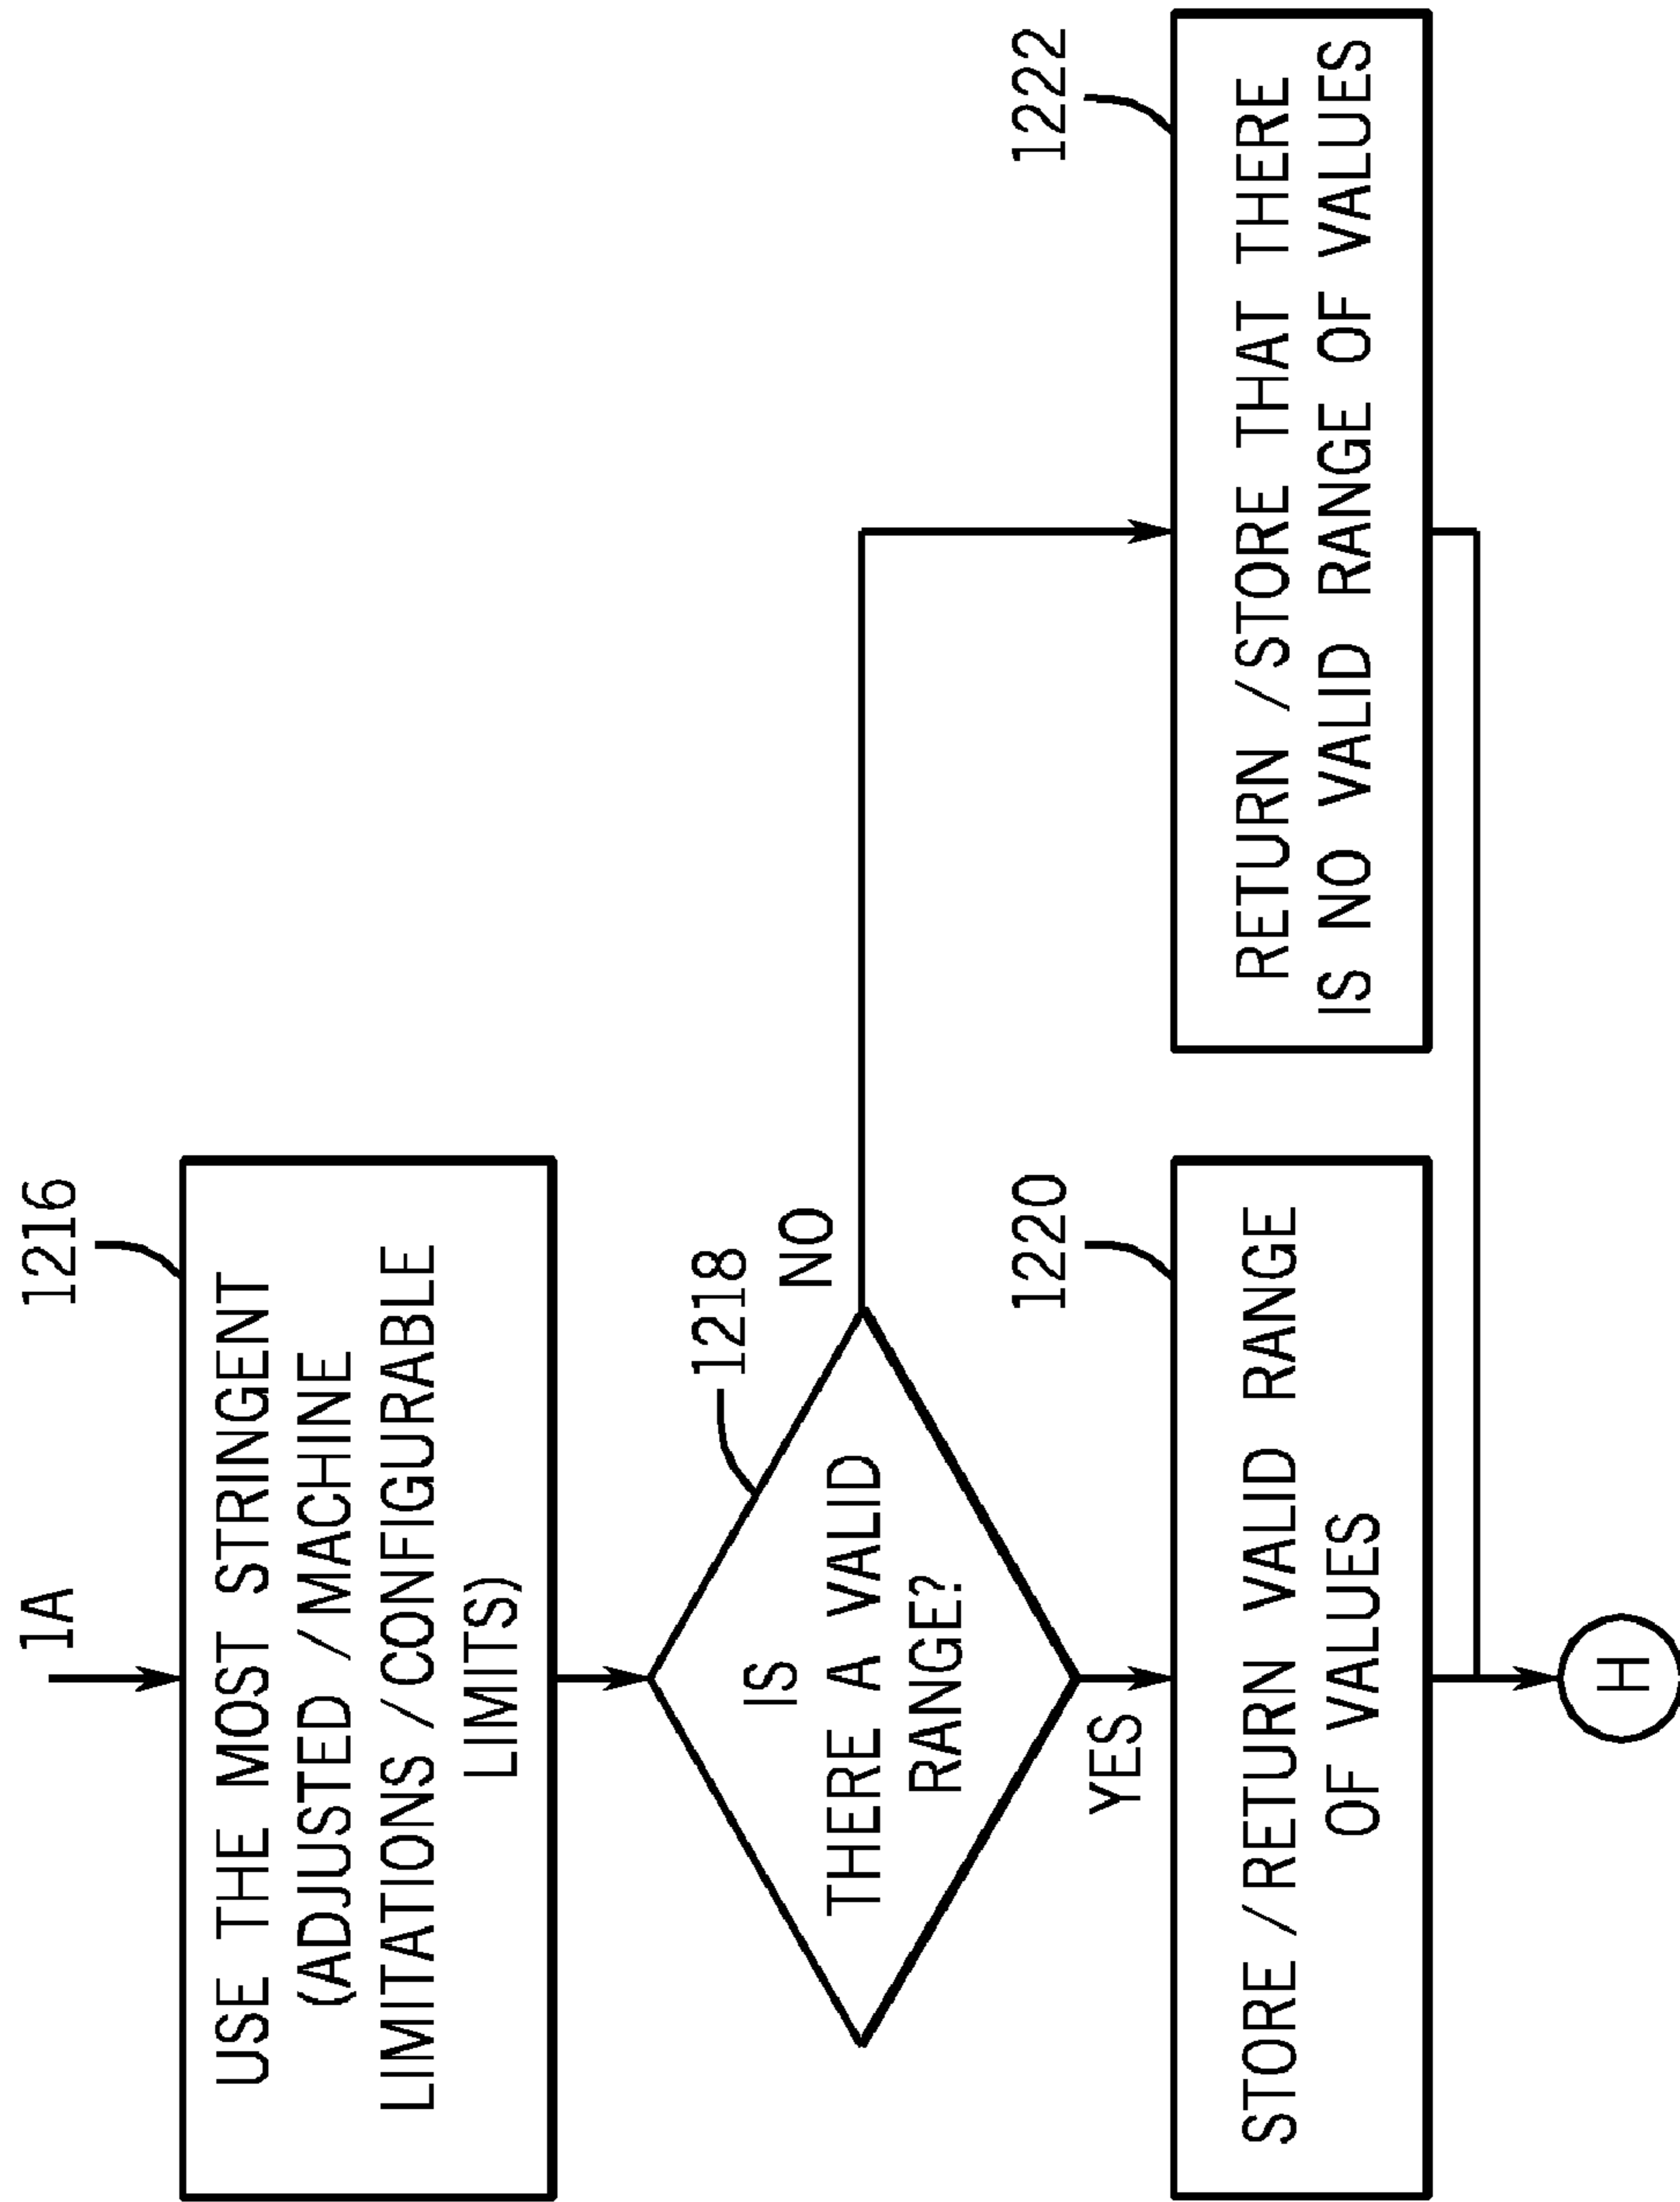 1A
1216
USE THE MOST STRINGENT
(ADJUSTED /MACHINE
LIMITATIONS /CONFIGURABLE
LIMITS)
1218
IS
THERE A VALID
RANGE?
NO
YES
1220
STORE /RETURN VALID RANGE
OF VALUES
1222
RETURN /STORE THAT THERE
IS NO VALID RANGE OF VALUES
H